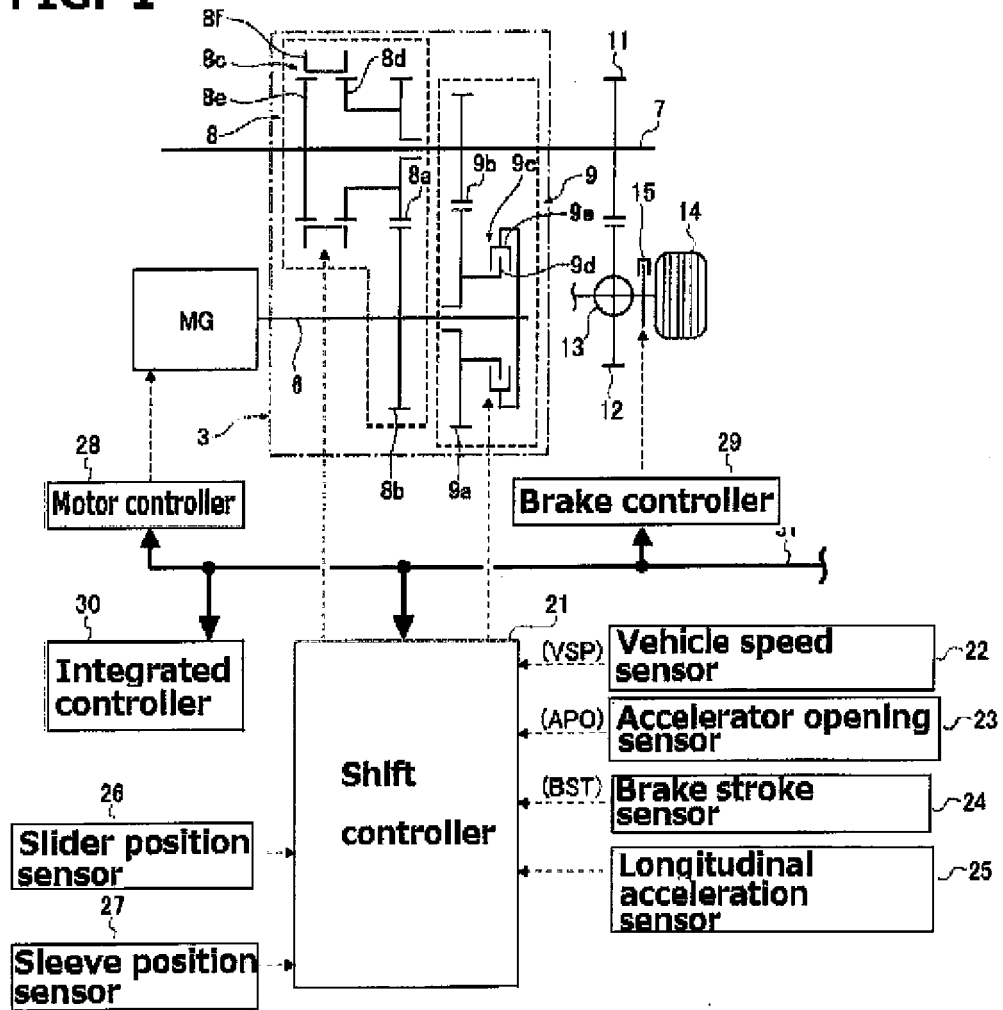 8F
11
8c
8d
8e
7
8
9b
9c
9
8a
15
14
9e
9d
MG
13
6
12
3
28
29
8b
9a
Motor controller
Brake controller
31
30
21
Integrated
controller
(VSP)
Vehicle speed
sensor
22
(APO)
Accelerator opening
sensor
23
Shift
controller
(BST)
Brake stroke
sensor
24
26
Slider position
sensor
Longitudinal
acceleration
sensor
25
27
Sleeve position
sensor